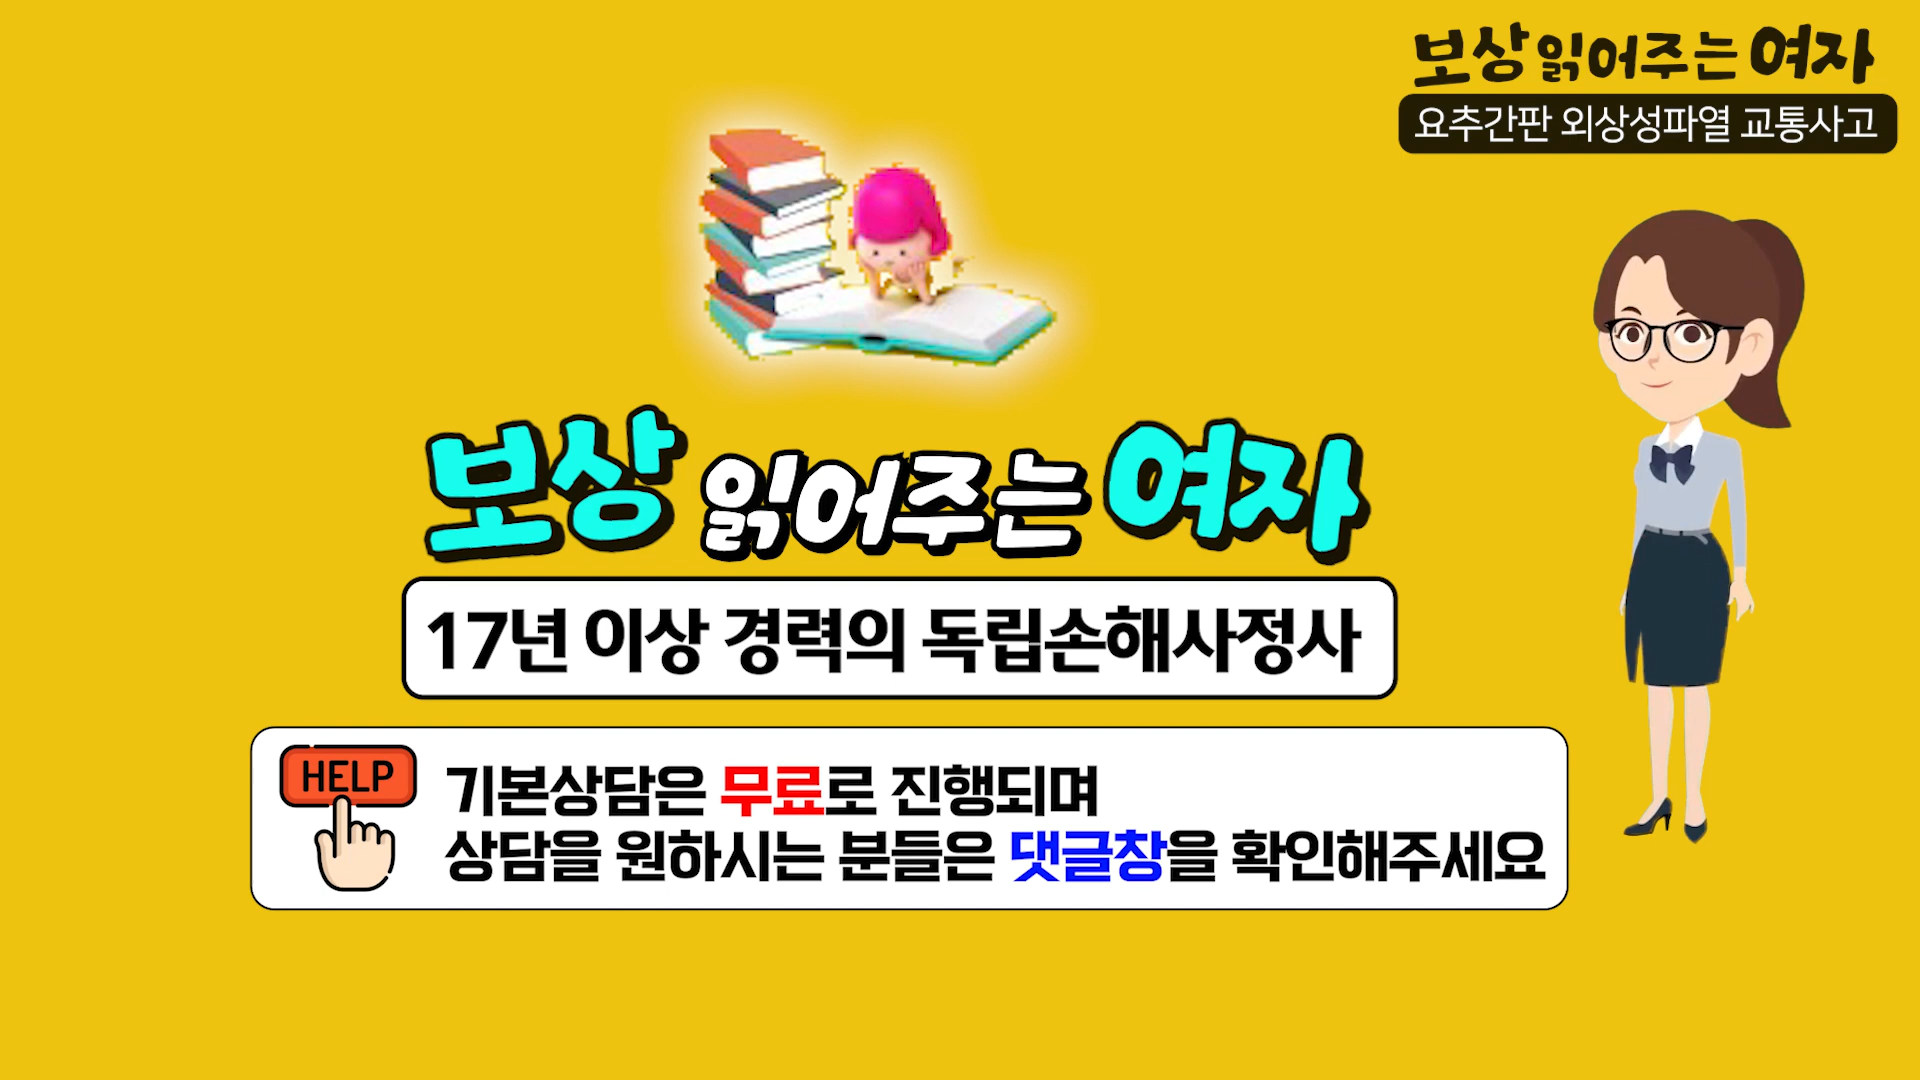 보상 읽어주는 여자
요추간판 외상성파열 교통사고
보상 읽어주는 여자
17년 이상 경력의 독립손해사정사
HELP
기본상담은 무료로 진행되며
상담을 원하시는 분들은 댓글창을 확인해주세요